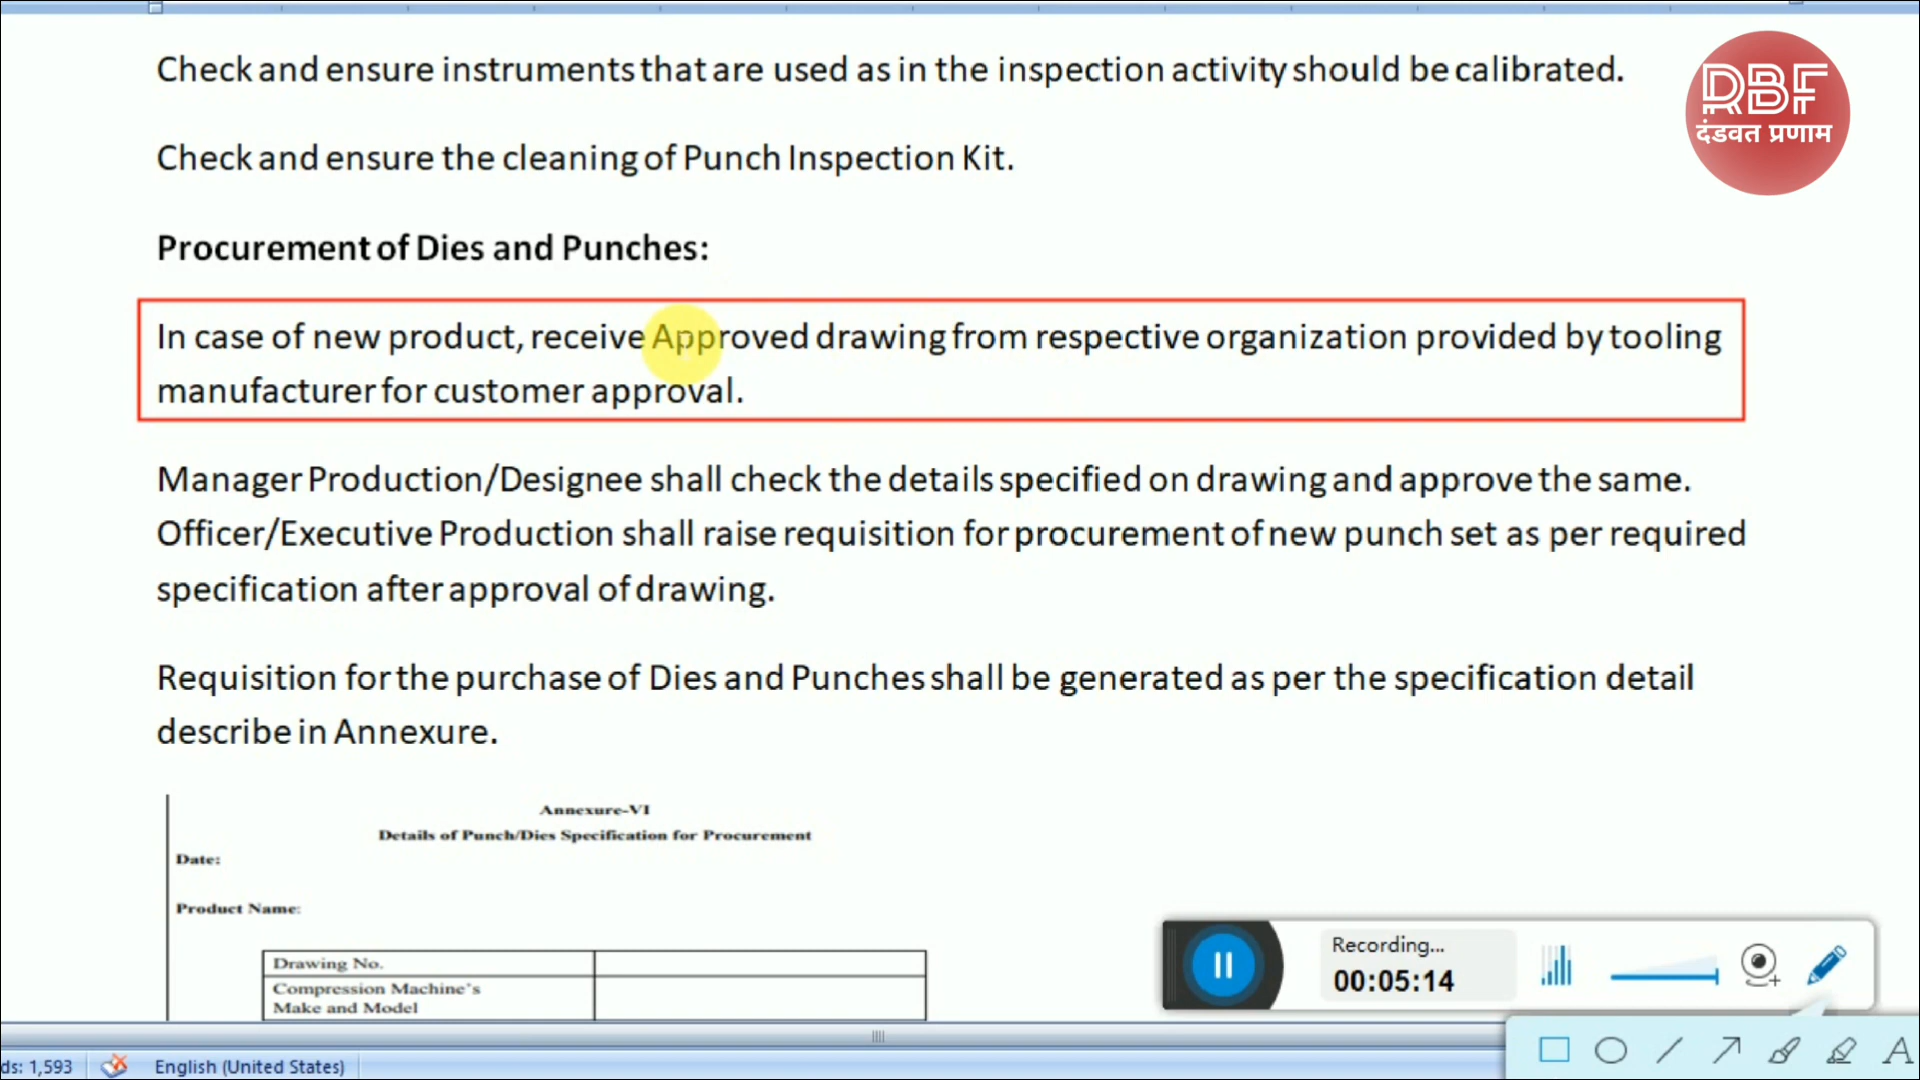 Check and ensure instruments that are used as in the inspection activity should be calibrated.
RBF
दंडवत प्रणाम
Check and ensure the cleaning of Punch Inspection Kit.
Procurement of Dies and Punches:
In case of new product, receive Approved drawing from respective organization provided by tooling
manufacturer for customer approval.
Manager Production/Designee shall check the details specified on drawing and approve the same.
Officer/Executive Production shall raise requisition for procurement of new punch set as per required
specification after approval of drawing.
Requisition for the purchase of Dies and Punches shall be generated as per the specification detail
describe in Annexure.
Annexure-VI
Details of Punch/Dies Specification for Procurement
Date:
Product Name:
Drawing No.
Compression Machine's
Make and Model
Recording...
00:05:14
ds: 1,593
English (United States)
A